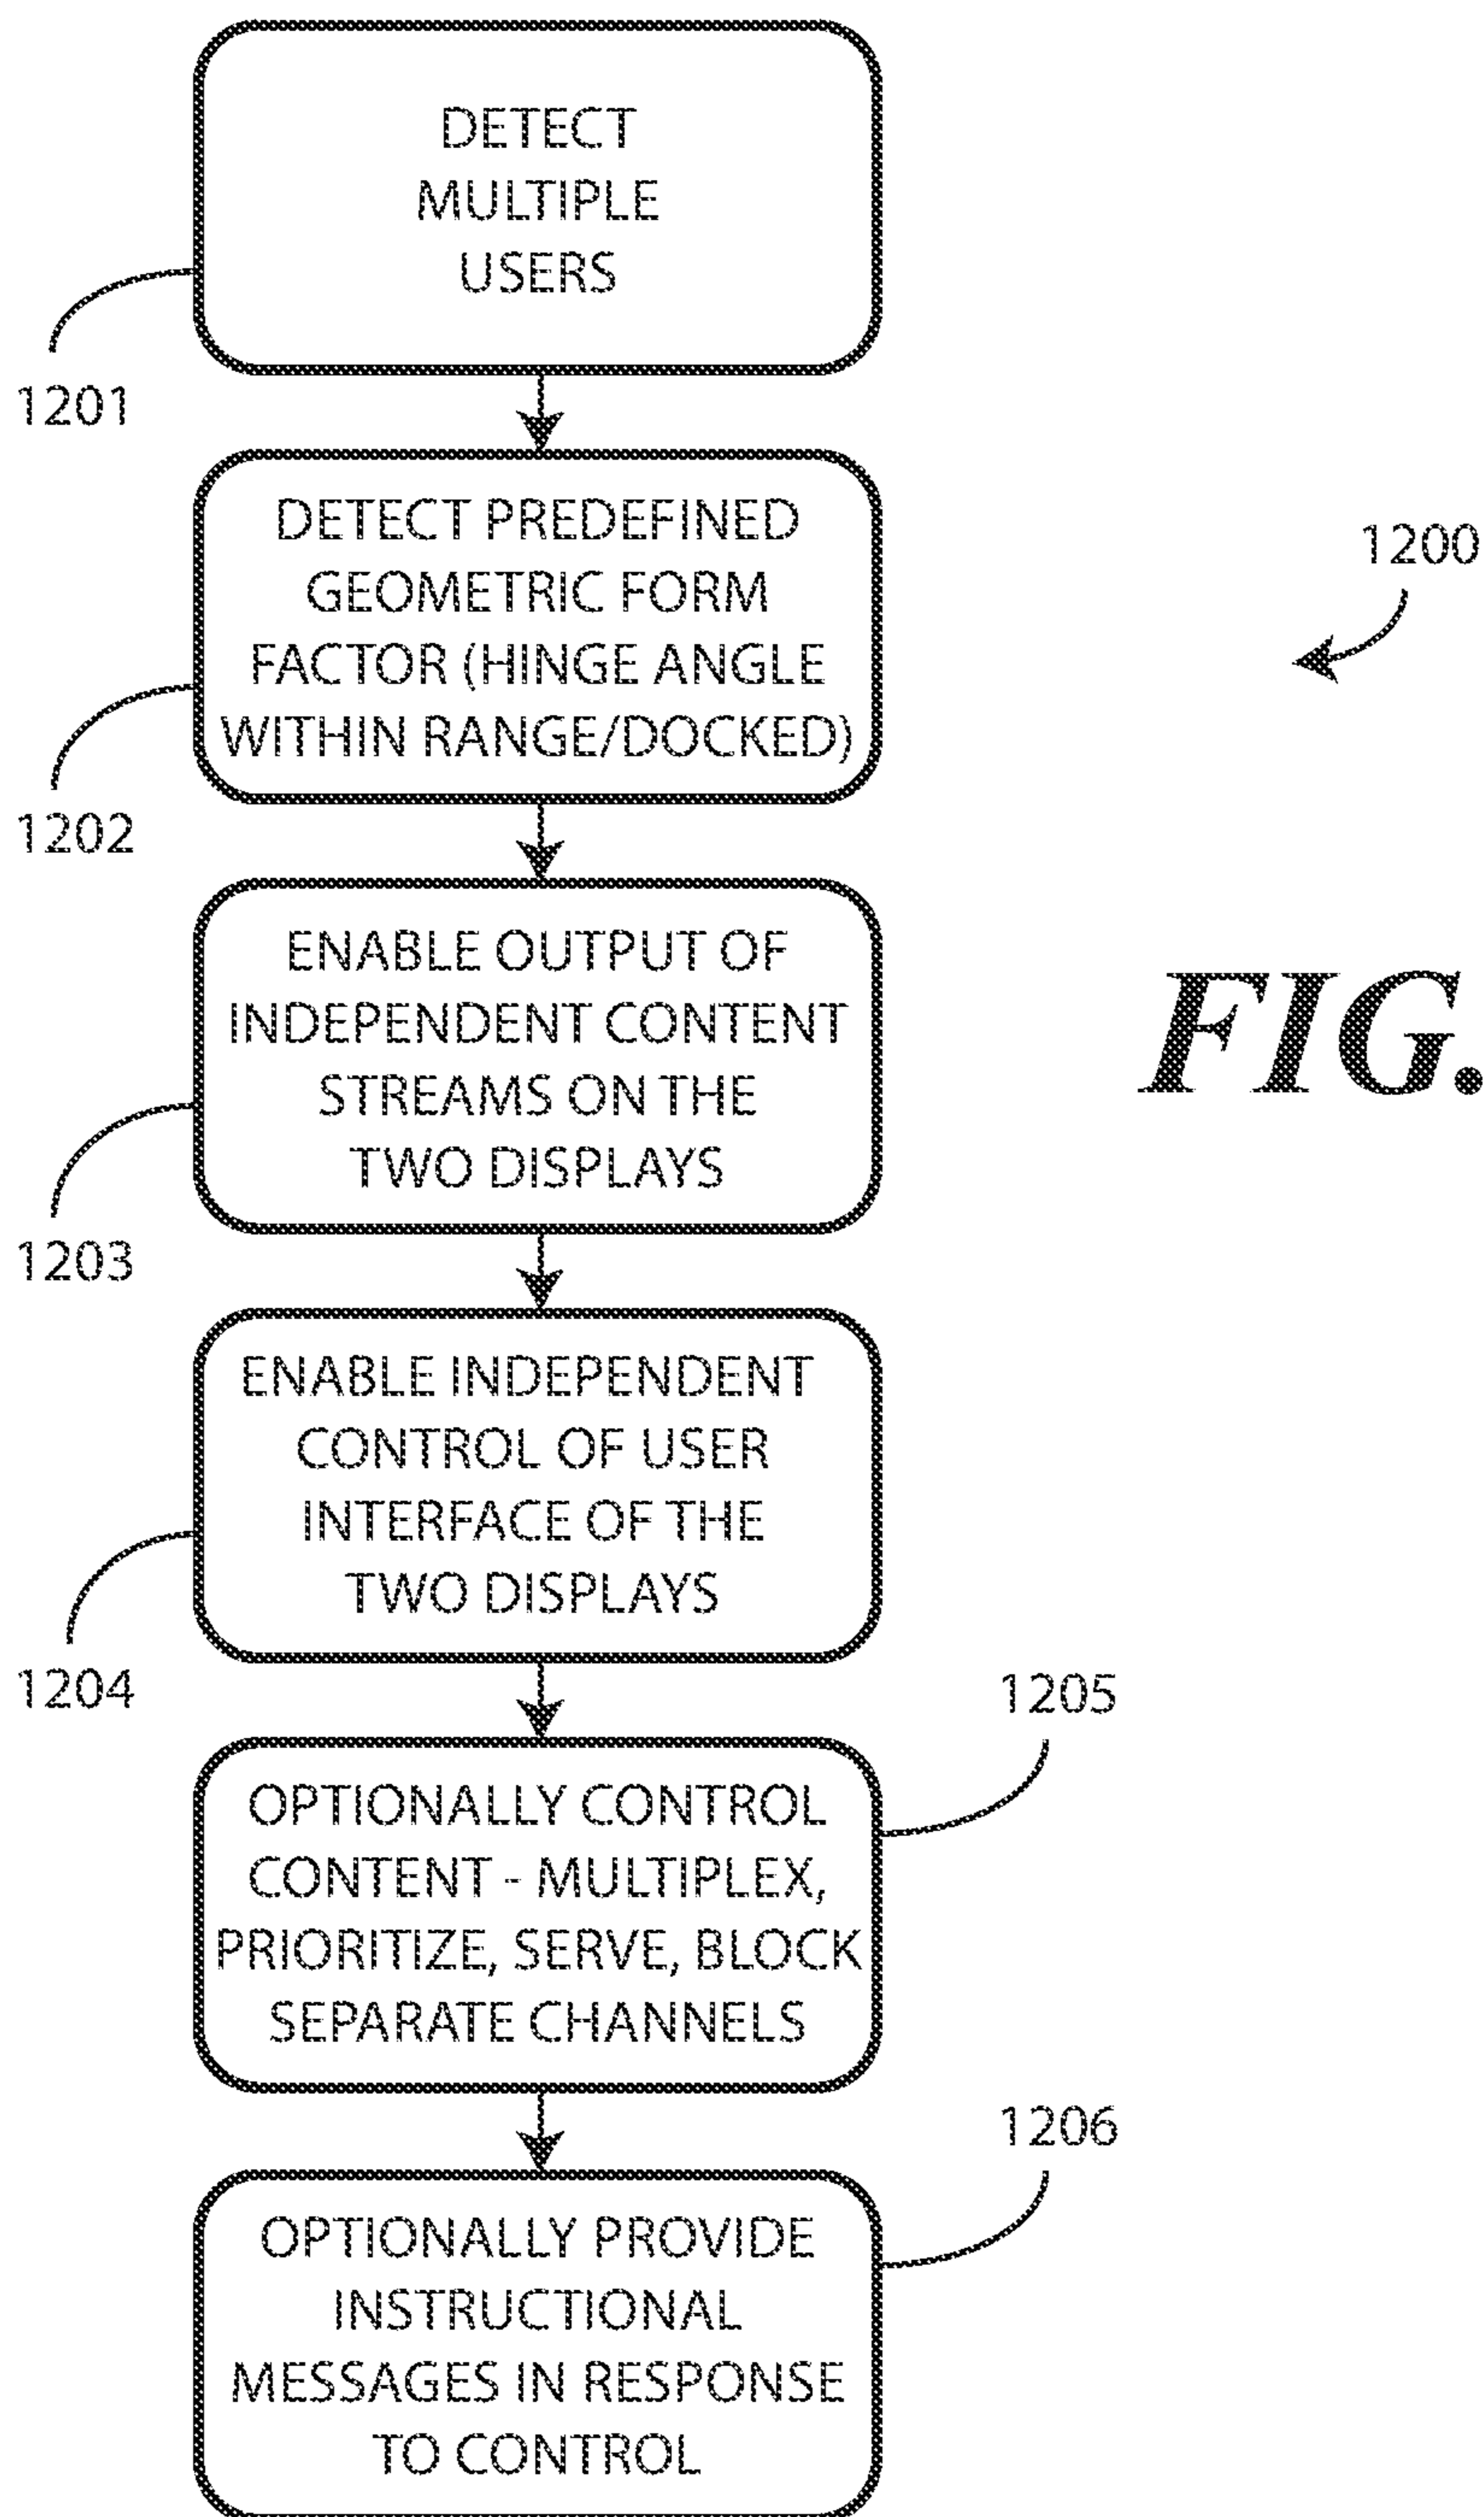 DETECT
MULTIPLE
USERS
1201
DETECT PREDEFINED
GEOMETRIC FORM
FACTOR (HINGE ANGLE
WITHIN RANGE/DOCKED)
1202
1200
ENABLE OUTPUT OF
INDEPENDENT CONTENT
STREAMS ON THE
TWO DISPLAYS
1203
FIG.
ENABLE INDEPENDENT
CONTROL OF USER
INTERFACE OF THE
TWO DISPLAYS
1204
OPTIONALLY CONTROL
CONTENT - MULTIPLEX,
PRIORITIZE, SERVE, BLOCK
SEPARATE CHANNELS
1205
OPTIONALLY PROVIDE
INSTRUCTIONAL
MESSAGES IN RESPONSE
TO CONTROL
1206